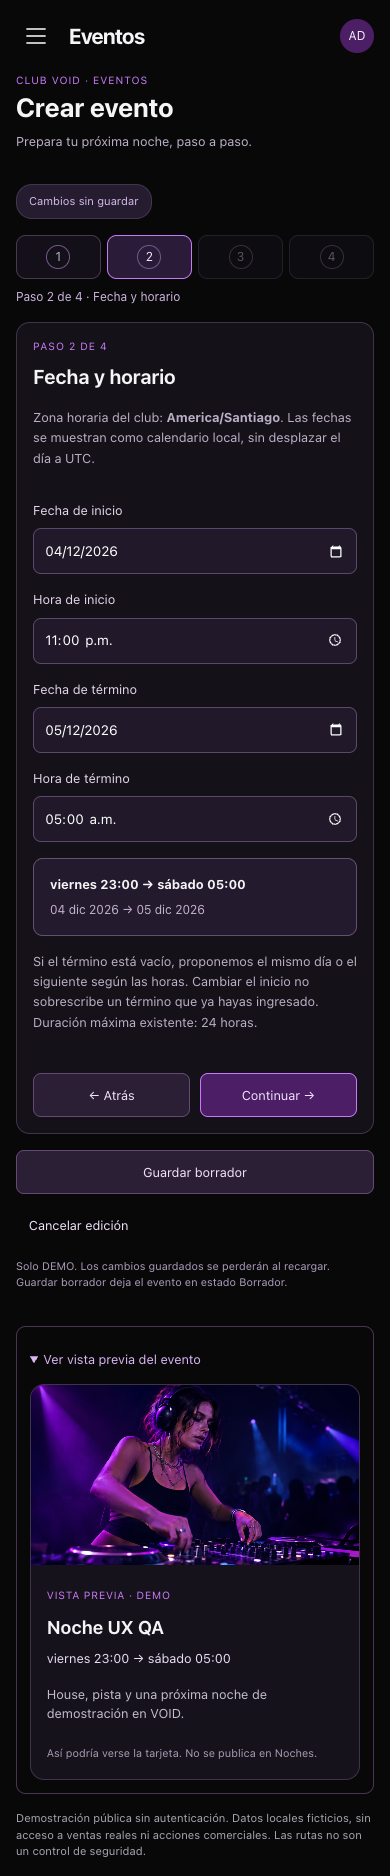 Eventos
AD
CLUB VOID · EVENTOS
Crear evento
Prepara tu próxima noche, paso a paso.
Cambios sin guardar
1
2
3
4
Paso 2 de 4 · Fecha y horario
PASO 2 DE 4
Fecha y horario
Zona horaria del club: America/Santiago. Las fechas
se muestran como calendario local, sin desplazar el
día a UTC.
Fecha de inicio
04/12/2026
Hora de inicio
11:00 p.m.
Fecha de término
05/12/2026
Hora de término
05:00 a.m.
viernes 23:00 → sábado 05:00
04 dic 2026 → 05 dic 2026
Si el término está vacío, proponemos el mismo día o el
siguiente según las horas. Cambiar el inicio no
sobrescribe un término que ya hayas ingresado.
Duración máxima existente: 24 horas.
← Atrás
Continuar →
Guardar borrador
Cancelar edición
Solo DEMO. Los cambios guardados se perderán al recargar.
Guardar borrador deja el evento en estado Borrador.
▼ Ver vista previa del evento
VISTA PREVIA · DEMO
Noche UX QA
viernes 23:00 → sábado 05:00
House, pista y una próxima noche de
demostración en VOID.
Así podría verse la tarjeta. No se publica en Noches.
Demostración pública sin autenticación. Datos locales ficticios, sin
acceso a ventas reales ni acciones comerciales. Las rutas no son
un control de seguridad.